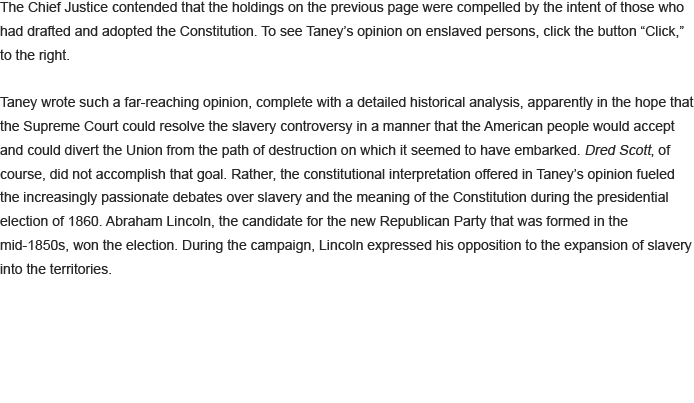 The Chief Justice contended that the holdings on the previous page were compelled by the intent of those who
had drafted and adopted the Constitution. To see Taney’s opinion on enslaved persons, click the button “Click,”
to the right.
Taney wrote such a far-reaching opinion, complete with a detailed historical analysis, apparently in the hope that
the Supreme Court could resolve the slavery controversy in a manner that the American people would accept
and could divert the Union from the path of destruction on which it seemed to have embarked. Dred Scott, of
course, did not accomplish that goal. Rather, the constitutional interpretation offered in Taney’s opinion fueled
the increasingly passionate debates over slavery and the meaning of the Constitution during the presidential
election of 1860. Abraham Lincoln, the candidate for the new Republican Party that was formed in the
mid-1850s, won the election. During the campaign, Lincoln expressed his opposition to the expansion of slavery
into the territories.